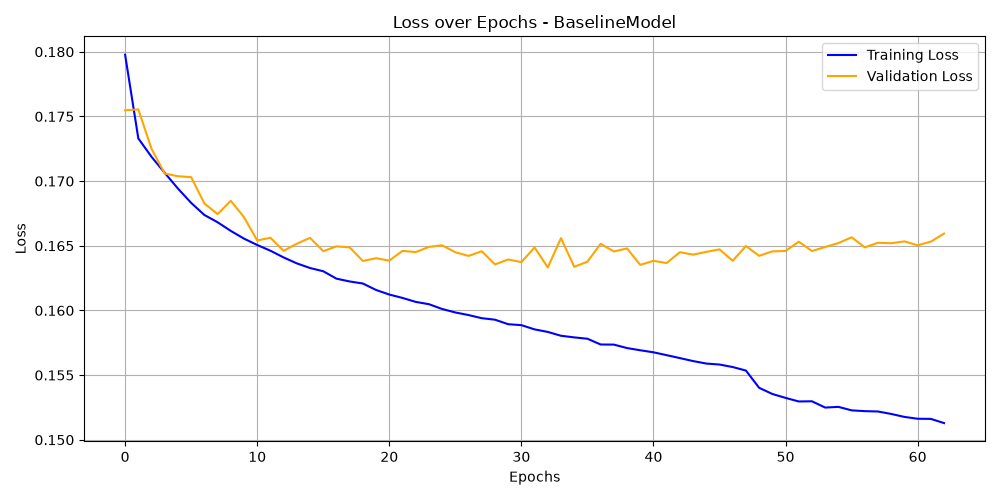 Loss over Epochs - BaselineModel
Training Loss
Validation Loss
0.180
0.175
0.170
0.165
0.160
0.155
0.150
Loss
0 10 20 30 40 50 60
Epochs